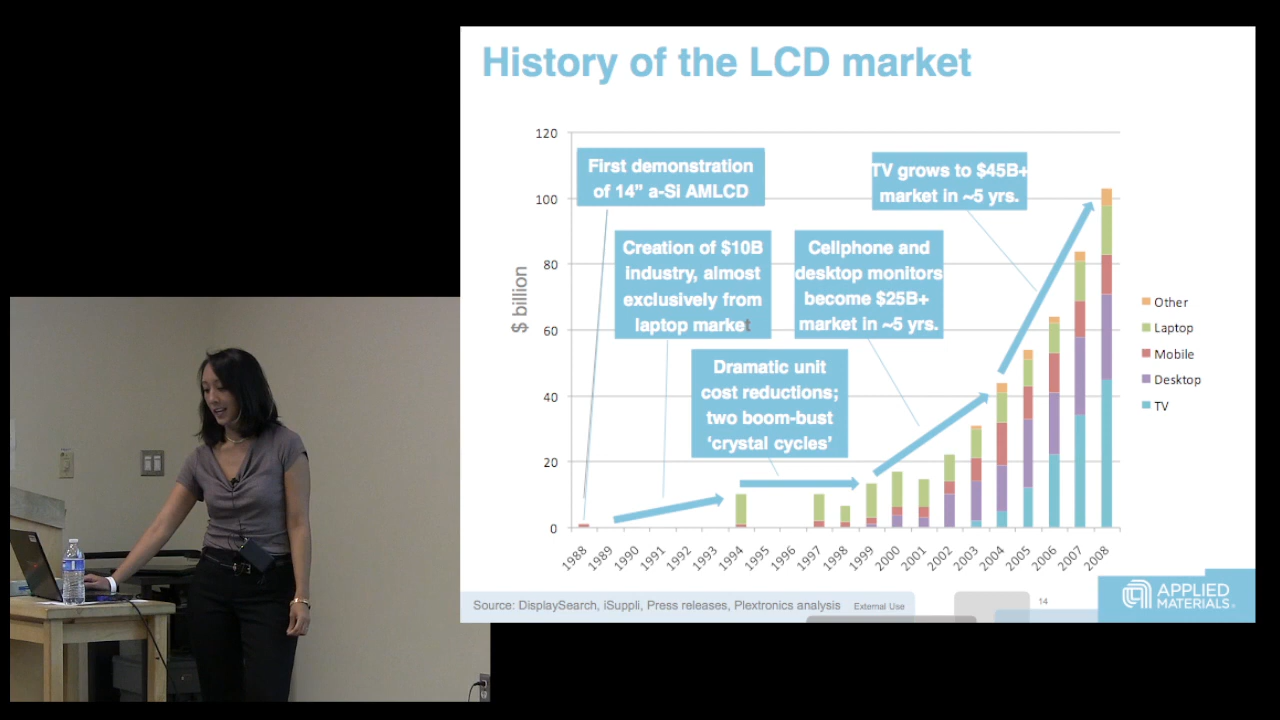 History of the LCD market
120
100
80
60
40
20
0
$ billion
First demonstration
of 14” a-Si AMLCD
Creation of $10B
industry, almost
exclusively from
laptop market
Dramatic unit
cost reductions;
two boom-bust
‘crystal cycles’
Cellphone and
desktop monitors
become $25B+
market in ~5 yrs.
TV grows to $45B+
market in ~5 yrs.
Other
Laptop
Mobile
Desktop
TV
1988 1989 1990 1991 1992 1993 1994 1995 1996 1997 1998 1999 2000 2001 2002 2003 2004 2005 2006 2007 2008
Source: DisplaySearch, iSuppli, Press releases, Plextronics analysis
External Use
14
APPLIED
MATERIALS®